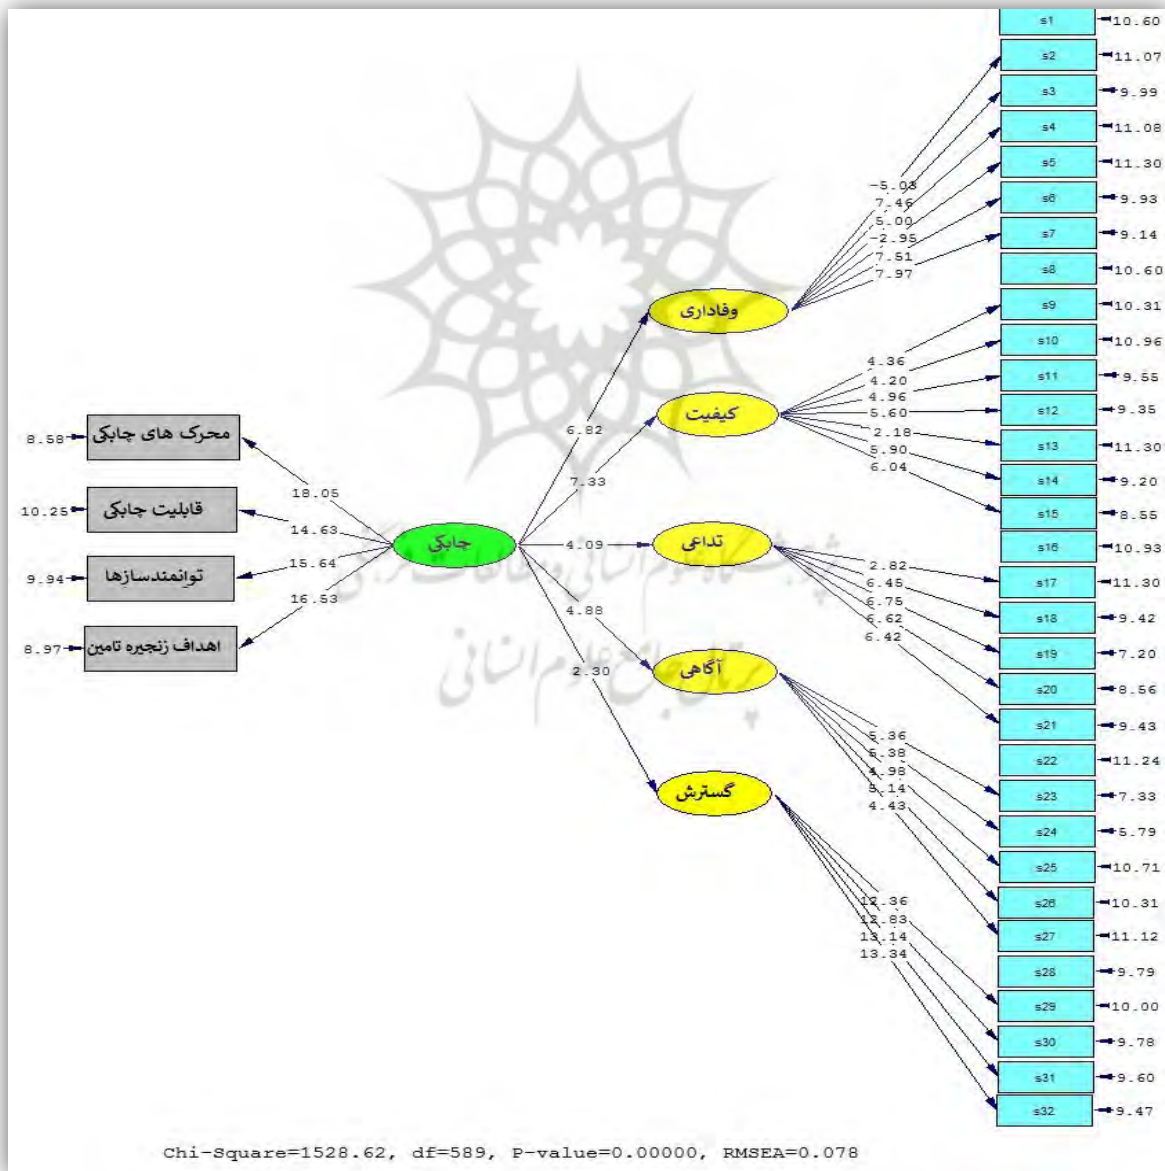 s1 10.60
s2 11.07
s3 9.99
s4 11.08
s5 11.30
s6 9.93
s7 9.14
s8 10.60
s9 10.31
s10 10.96
s11 9.55
s12 9.35
s13 11.30
s14 9.20
s15 8.55
s16 10.93
s17 11.30
s18 9.42
s19 7.20
s20 8.56
s21 9.43
s22 11.24
s23 7.33
s24 5.79
s25 10.71
s26 10.31
s27 11.12
s28 9.79
s29 10.00
s30 9.78
s31 9.60
s32 9.47
-5.03
7.46
5.00
-2.95
7.51
7.97
وفاداری
4.36
4.20
4.96
5.60
2.18
5.90
6.04
کیفیت
2.82
6.45
6.75
6.62
6.42
تداعی
5.36
5.38
4.98
5.14
4.43
آگاهی
12.36
12.83
13.14
13.34
گسترش
6.82
7.33
4.09
4.88
2.30
چابکی
18.05
14.63
15.64
16.53
8.58 محرک های چابکی
10.25 قابلیت چابکی
9.94 توانمندسازها
8.97 اهداف زنجیره تامین
پژوهشگاه علوم انسانی و مطالعات فرهنگی
پرتال جامع علوم انسانی
Chi-Square=1528.62, df=589, P-value=0.00000, RMSEA=0.078